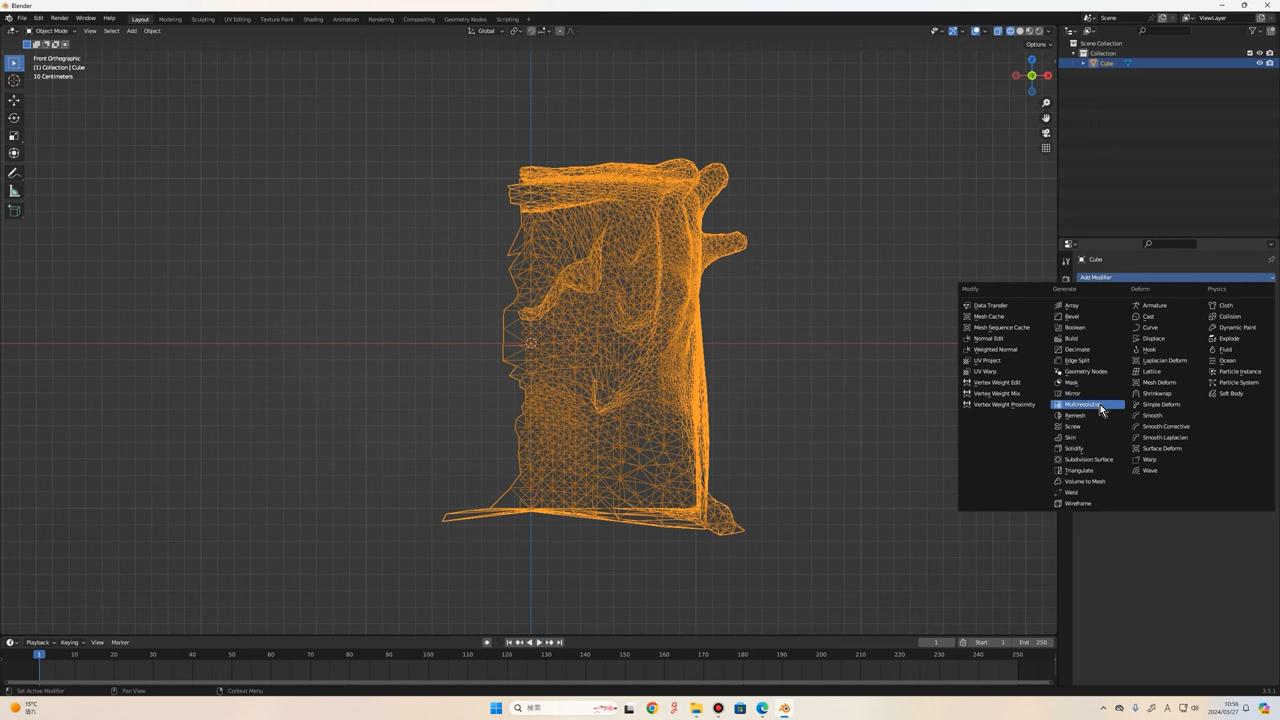 Blender
File Edit Render Window Help Layout Modeling Sculpting UV Editing Texture Paint Shading Animation Rendering Compositing Geometry Nodes Scripting + Scene ViewLayer
Object Mode View Select Add Object Global
Options
Front Orthographic
(1) Collection | Cube
10 Centimeters
Scene Collection
Collection
Cube
Z
X
Cube
Add Modifier
Modify Generate Deform Physics
Data Transfer Array Armature Cloth
Mesh Cache Bevel Cast Collision
Mesh Sequence Cache Boolean Curve Dynamic Paint
Normal Edit Build Displace Explode
Weighted Normal Decimate Hook Fluid
UV Project Edge Split Laplacian Deform Ocean
UV Warp Geometry Nodes Lattice Particle Instance
Vertex Weight Edit Mask Mesh Deform Particle System
Vertex Weight Mix Mirror Shrinkwrap Soft Body
Vertex Weight Proximity Multiresolution Simple Deform
Remesh Smooth
Screw Smooth Corrective
Skin Smooth Laplacian
Solidify Surface Deform
Subdivision Surface Warp
Triangulate Wave
Volume to Mesh
Weld
Wireframe
Playback Keying View Marker 1 Start 1 End 250
1 10 20 30 40 50 60 70 80 90 100 110 120 130 140 150 160 170 180 190 200 210 220 230 240 250
Set Active Modifier Pan View Context Menu 3.5.1
15°C
晴れ
検索
A
10:56
2024/03/27